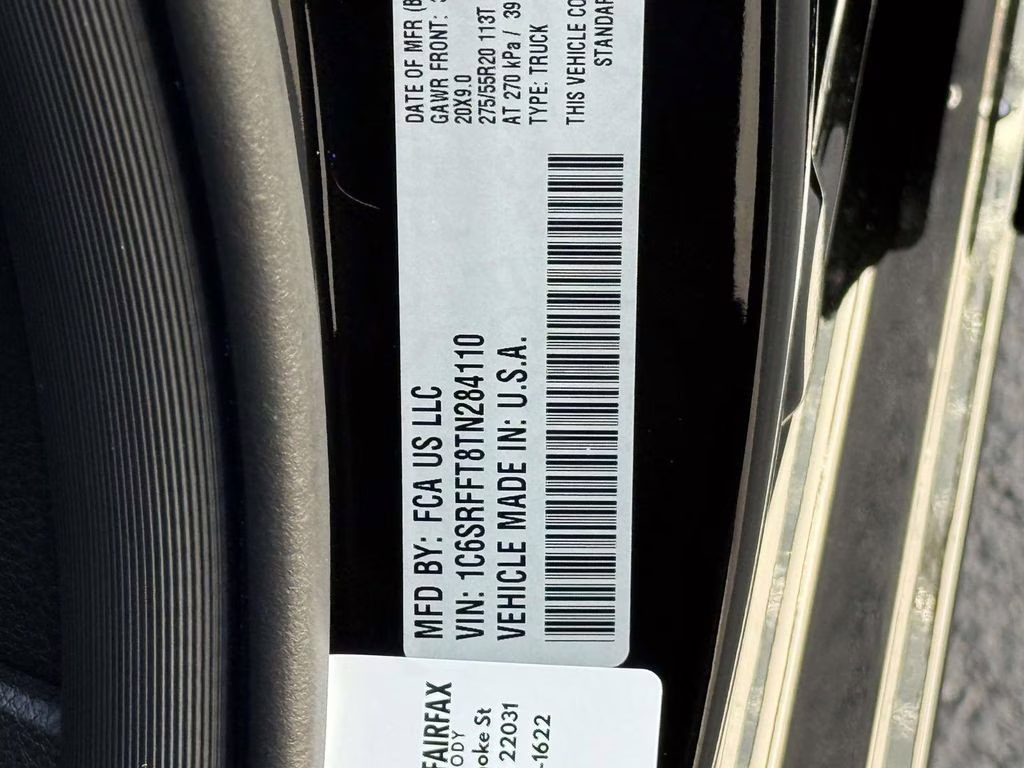 MFD BY: FCA US LLC
VIN: 1C6SRFFT8TN284110
VEHICLE MADE IN: U.S.A.
DATE OF MFR
GAWR FRONT:
20X9.0
275/55R20 113T
AT 270 kPa / 39
TYPE: TRUCK
THIS VEHICLE CO
STANDAR
FAIRFAX
ODY
oke St
22031
-1622